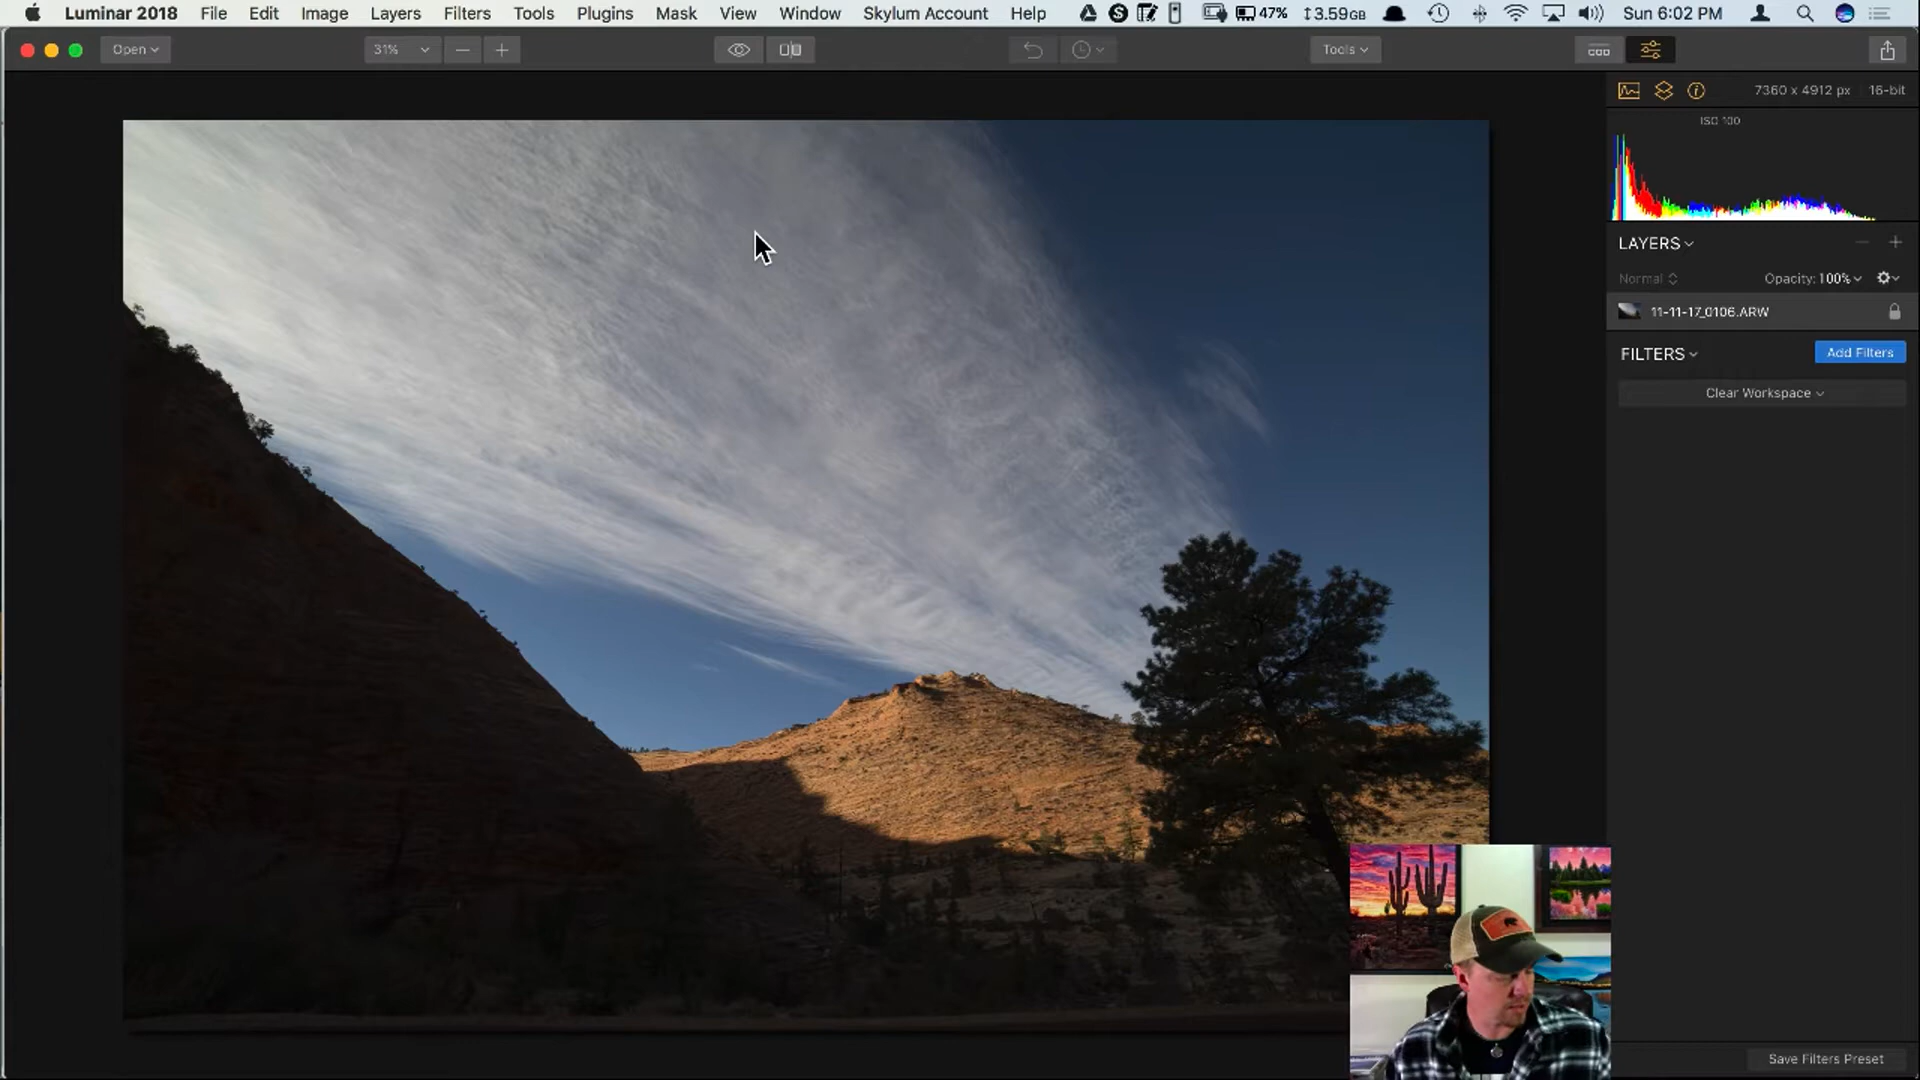 Luminar 2018 File Edit Image Layers Filters Tools Plugins Mask View Window Skylum Account Help 47% 3.59GB Sun 6:02 PM
Open 31% Tools
7360 x 4912 px 16-bit
ISO 100
LAYERS
Normal Opacity: 100%
11-11-17_0106.ARW
FILTERS Add Filters
Clear Workspace
Save Filters Preset